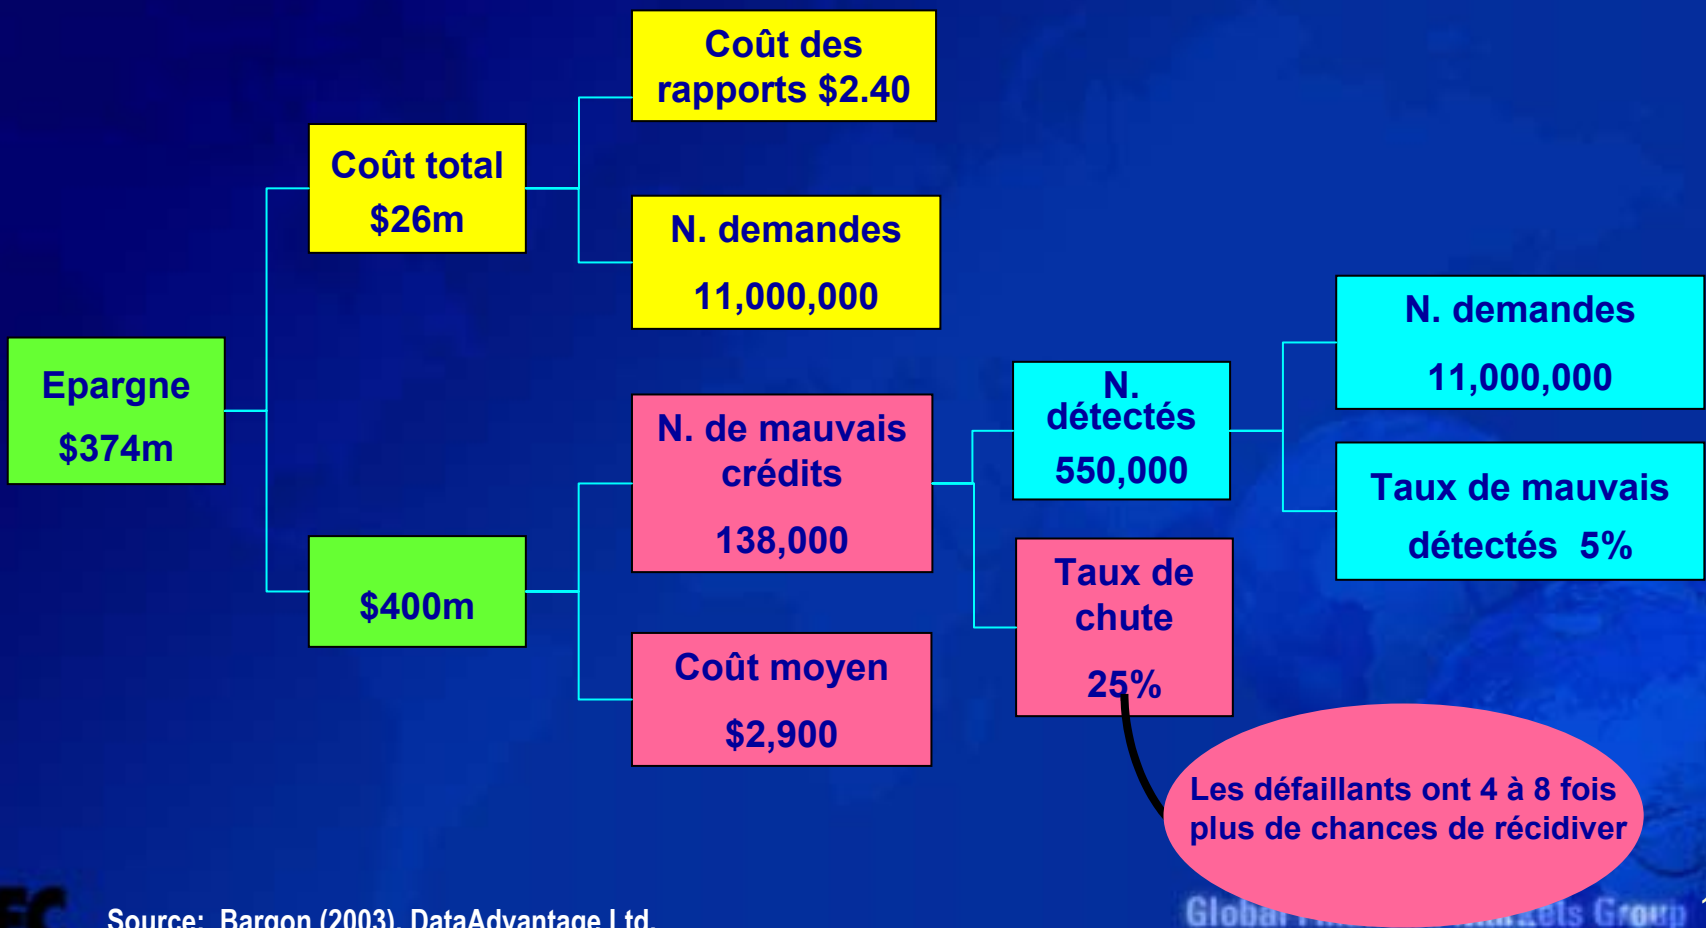 Coût des
rapports $2.40
Coût total
$26m
N. demandes
11,000,000
Epargne
$374m
$400m
N. de mauvais
crédits
138,000
Coût moyen
$2,900
N.
détectés
550,000
Taux de
chute
25%
N. demandes
11,000,000
Taux de mauvais
détectés 5%
Les défaillants ont 4 à 8 fois
plus de chances de récidiver
Source: Bargon (2003), DataAdvantage Ltd.
Global
Group